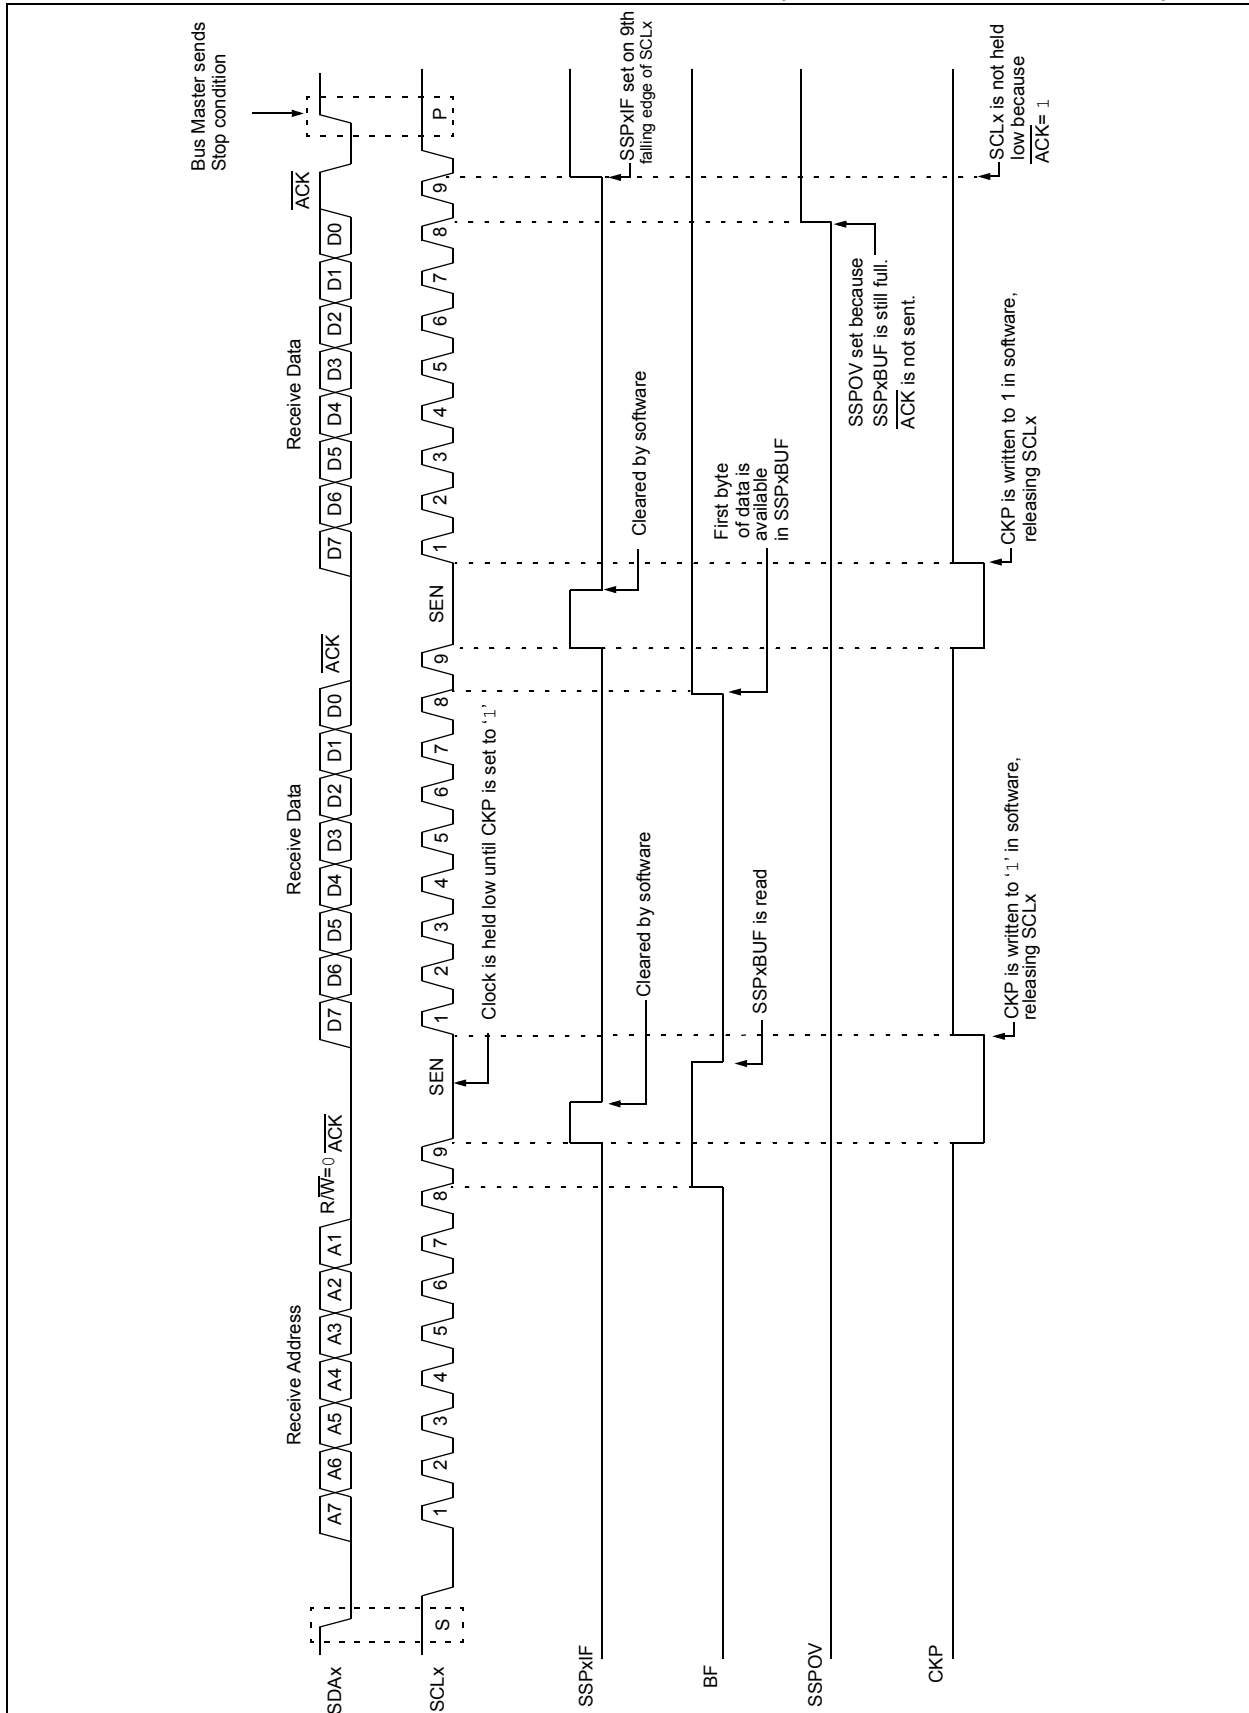 Bus Master sends
Stop condition
Receive Address
Receive Data
Receive Data
SDAx
A7 A6 A5 A4 A3 A2 A1 R/W=0 ACK D7 D6 D5 D4 D3 D2 D1 D0 ACK D7 D6 D5 D4 D3 D2 D1 D0 ACK
SCLx
S 1 2 3 4 5 6 7 8 9 SEN 1 2 3 4 5 6 7 8 9 SEN 1 2 3 4 5 6 7 8 9 P
Clock is held low until CKP is set to ‘1’
SSPxIF
Cleared by software
Cleared by software
SSPxIF set on 9th
falling edge of SCLx
BF
SSPxBUF is read
First byte
of data is
available
in SSPxBUF
SSPOV
SSPOV set because
SSPxBUF is still full.
ACK is not sent.
CKP
CKP is written to ‘1’ in software,
releasing SCLx
CKP is written to 1 in software,
releasing SCLx
SCLx is not held
low because
ACK= 1